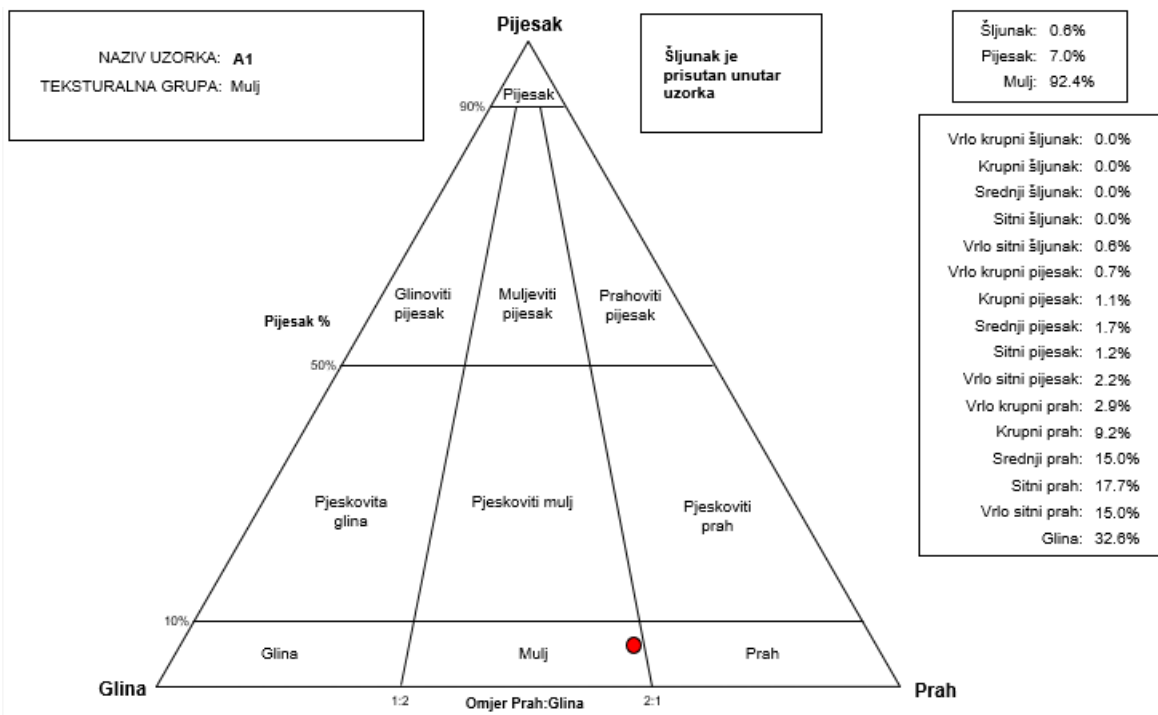 NAZIV UZORKA: A1
TEKSTURALNA GRUPA: Mulj
Pijesak
Šljunak je
prisutan unutar
uzorka
Šljunak: 0.6%
Pijesak: 7.0%
Mulj: 92.4%
Vrlo krupni šljunak: 0.0%
Krupni šljunak: 0.0%
Srednji šljunak: 0.0%
Sitni šljunak: 0.0%
Vrlo sitni šljunak: 0.6%
Vrlo krupni pijesak: 0.7%
Krupni pijesak: 1.1%
Srednji pijesak: 1.7%
Sitni pijesak: 1.2%
Vrlo sitni pijesak: 2.2%
Vrlo krupni prah: 2.9%
Krupni prah: 9.2%
Srednji prah: 15.0%
Sitni prah: 17.7%
Vrlo sitni prah: 15.0%
Glina: 32.6%
Pijesak
90%
Glinoviti
pijesak
Muljeviti
pijesak
Prahoviti
pijesak
Pijesak %
50%
Pjeskovita
glina
Pjeskoviti mulj
Pjeskoviti
prah
10%
Glina
Mulj
Prah
Glina
1:2
Omjer Prah:Glina
2:1
Prah